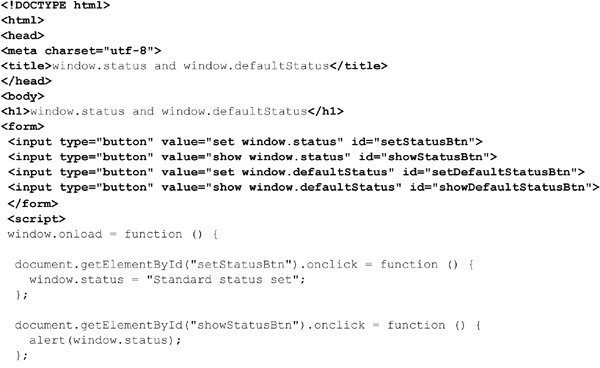 <!DOCTYPE html>
<html>
<head>
<meta charset="utf-8">
<title>window.status and window.defaultStatus</title>
</head>
<body>
<h1>window.status and window.defaultStatus</h1>
<form>
<input type="button" value="set window.status" id="setStatusBtn">
<input type="button" value="show window.status" id="showStatusBtn">
<input type="button" value="set window.defaultStatus" id="setDefaultStatusBtn">
<input type="button" value="show window.defaultStatus" id="showDefaultStatusBtn">
</form>
<script>
window.onload = function () {
document.getElementById("setStatusBtn").onclick = function () {
window.status = "Standard status set";
};
document.getElementById("showStatusBtn").onclick = function () {
alert(window.status);
};